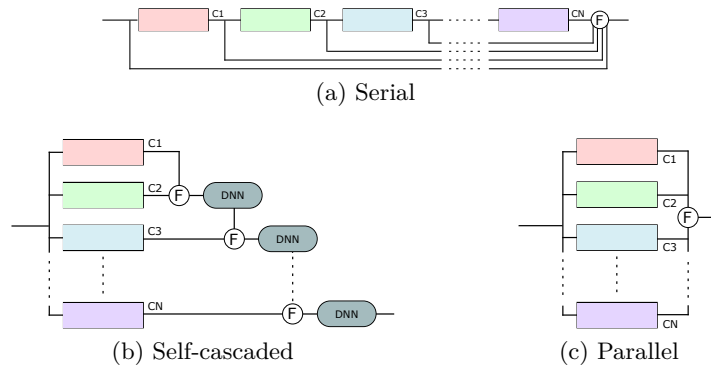 C1 C2 C3 CN F
(a) Serial
C1
C2 F DNN
C3 F DNN
CN F DNN
(b) Self-cascaded
C1
C2
F
C3
CN
(c) Parallel